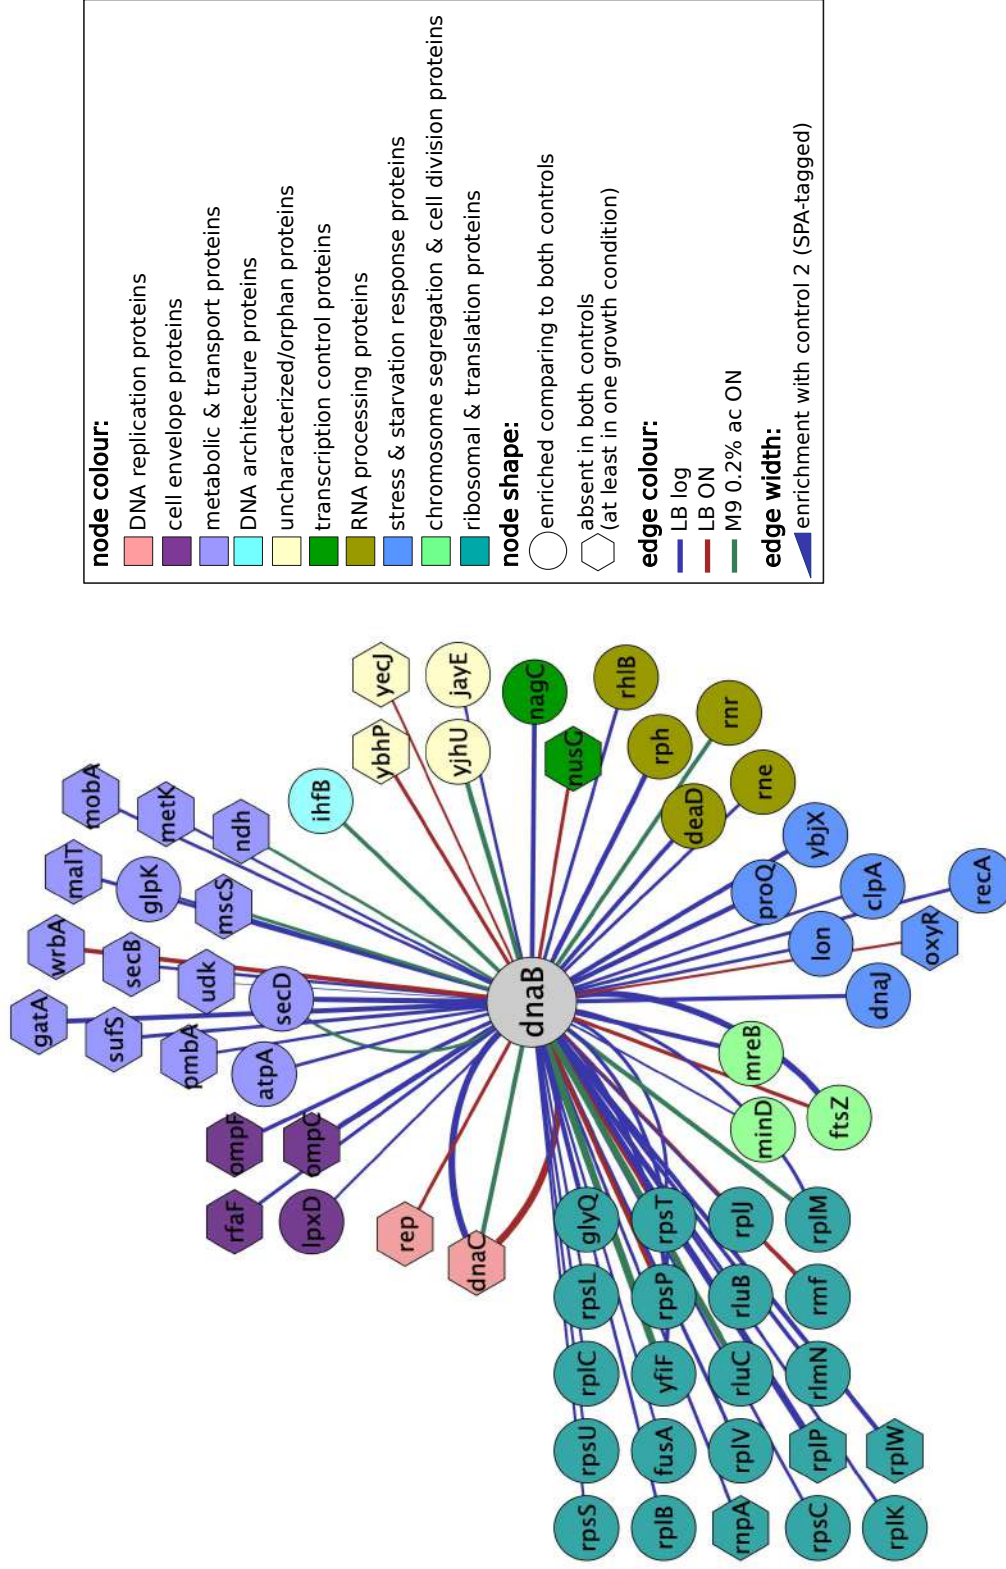 node colour:
DNA replication proteins
cell envelope proteins
metabolic & transport proteins
DNA architecture proteins
uncharacterized/orphan proteins
transcription control proteins
RNA processing proteins
stress & starvation response proteins
chromosome segregation & cell division proteins
ribosomal & translation proteins
node shape:
enriched comparing to both controls
absent in both controls
(at least in one growth condition)
edge colour:
LB log
LB ON
M9 0.2% ac ON
edge width:
enrichment with control 2 (SPA-tagged)
gatA
wrbA
malT
mobA
sufS
secB
glpK
metK
pmbA
udk
mscS
ndh
atpA
secD
ihfB
rfaF
ompF
lpxD
ompC
ybhP
yecJ
yjhU
jayE
rep
dnaC
dnaB
nagC
nusG
rhlB
rph
rnr
deaD
rne
proQ
ybjX
lon
clpA
dnaJ
oxyR
recA
mreB
minD
ftsZ
rpsS
rpsU
rplC
rpsL
glyQ
rplB
fusA
yfiF
rpsP
rpsT
rnpA
rplV
rluC
rluB
rplJ
rpsC
rplP
rlmN
rmf
rplM
rplK
rplW